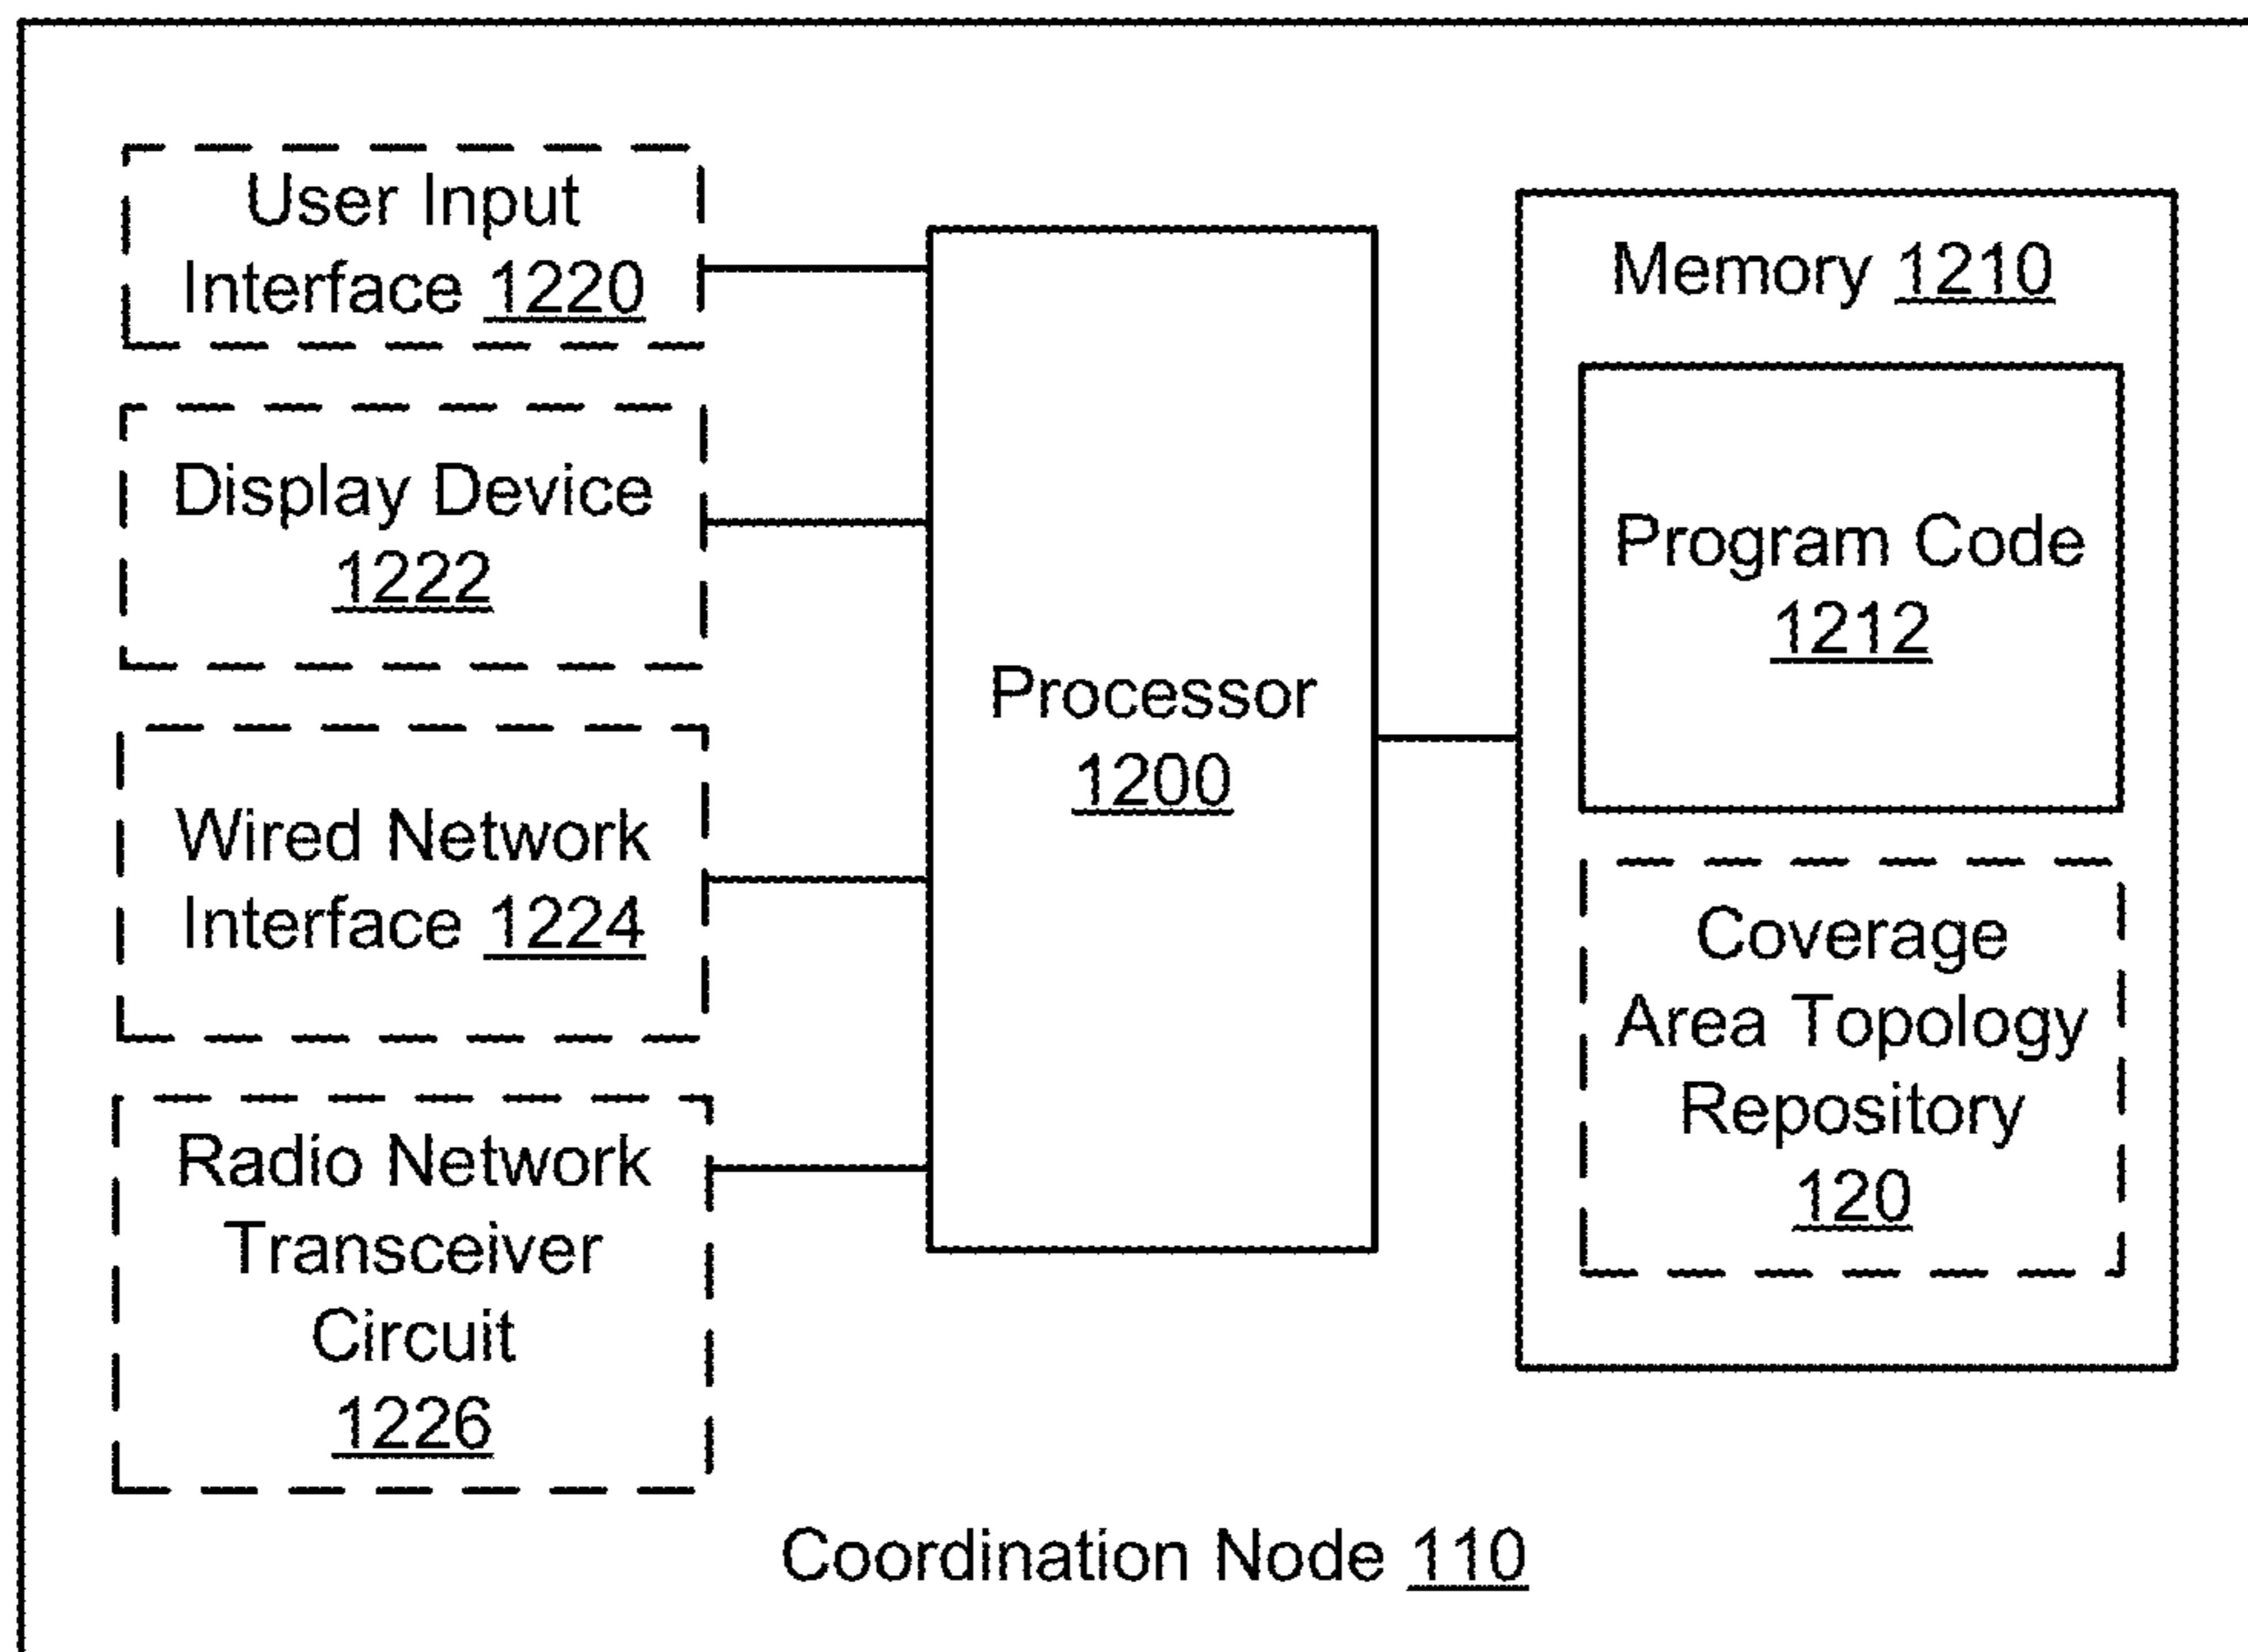 User Input
Interface 1220
Display Device
1222
Wired Network
Interface 1224
Radio Network
Transceiver
Circuit
1226
Processor
1200
Memory 1210
Program Code
1212
Coverage
Area Topology
Repository
120
Coordination Node 110